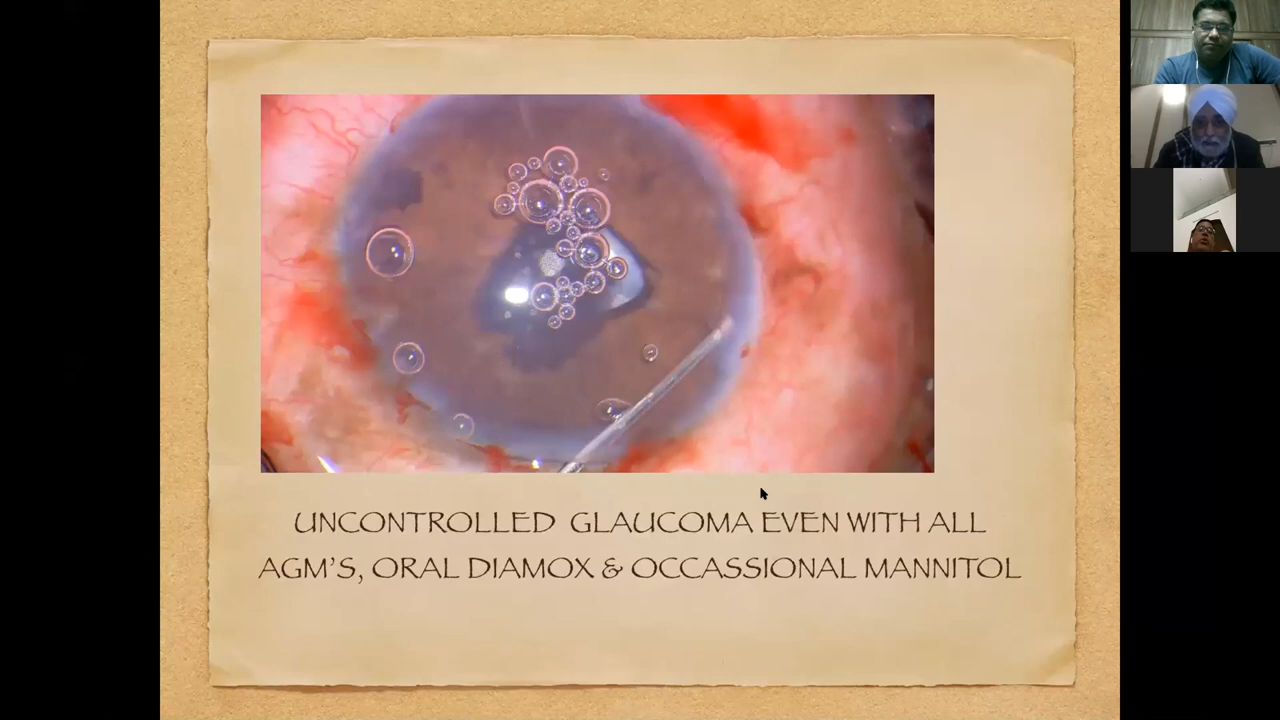 UNCONTROLLED GLAUCOMA EVEN WITH ALL
AGM'S, ORAL DIAMOX & OCCASSIONAL MANNITOL